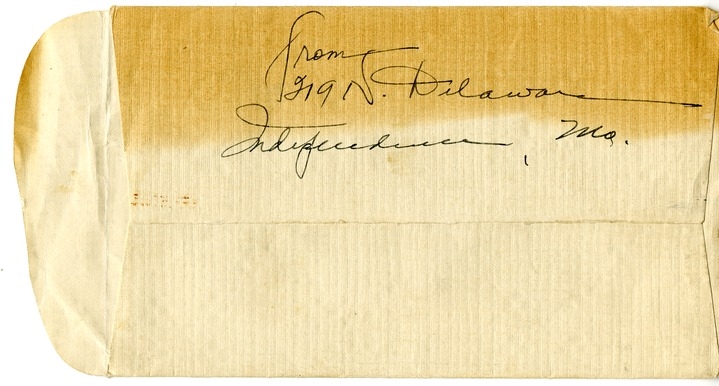 From
219 N. Delaware
Independence, Mo.